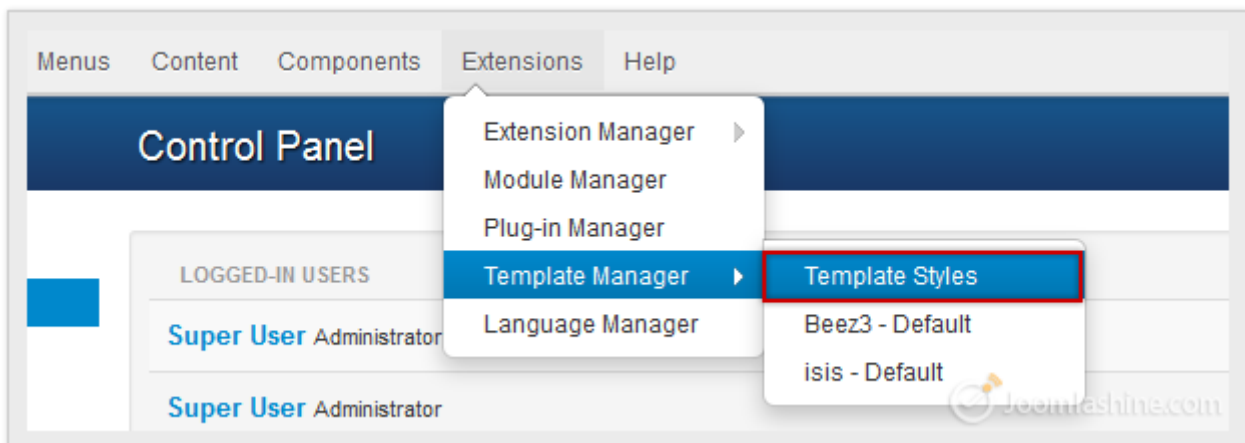 Menus Content Components Extensions Help
Control Panel
Extension Manager
Module Manager
Plug-in Manager
Template Manager
Language Manager
Template Styles
Beez3 - Default
isis - Default
LOGGED-IN USERS
Super User Administrator
Super User Administrator
Joomlashine.com